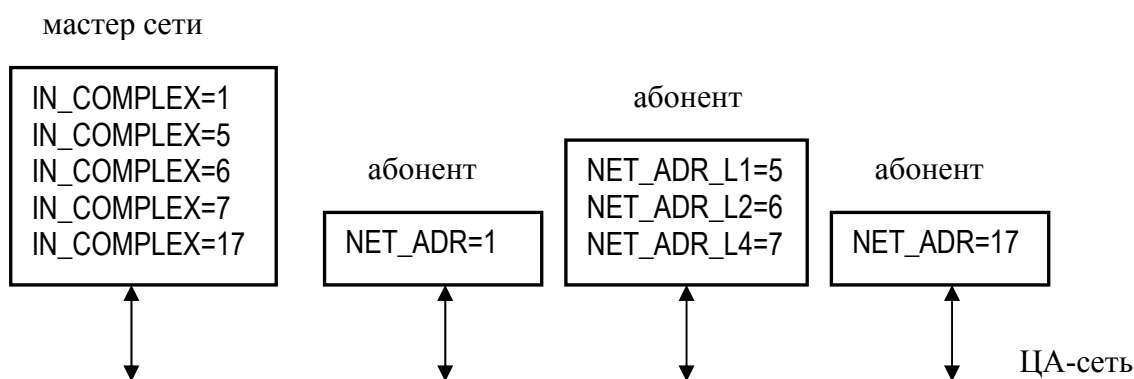 мастер сети
IN_COMPLEX=1
IN_COMPLEX=5
IN_COMPLEX=6
IN_COMPLEX=7
IN_COMPLEX=17
абонент
NET_ADR=1
абонент
NET_ADR_L1=5
NET_ADR_L2=6
NET_ADR_L4=7
абонент
NET_ADR=17
ЦА-сеть